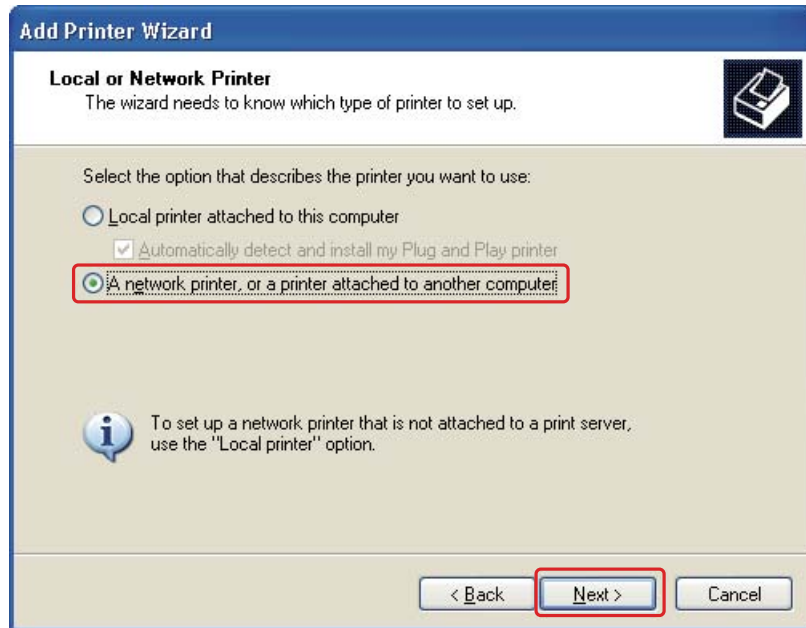 Add Printer Wizard
Local or Network Printer
The wizard needs to know which type of printer to set up.
Select the option that describes the printer you want to use:
Local printer attached to this computer
Automatically detect and install my Plug and Play printer
A network printer, or a printer attached to another computer
To set up a network printer that is not attached to a print server,
use the "Local printer" option.
< Back Next > Cancel